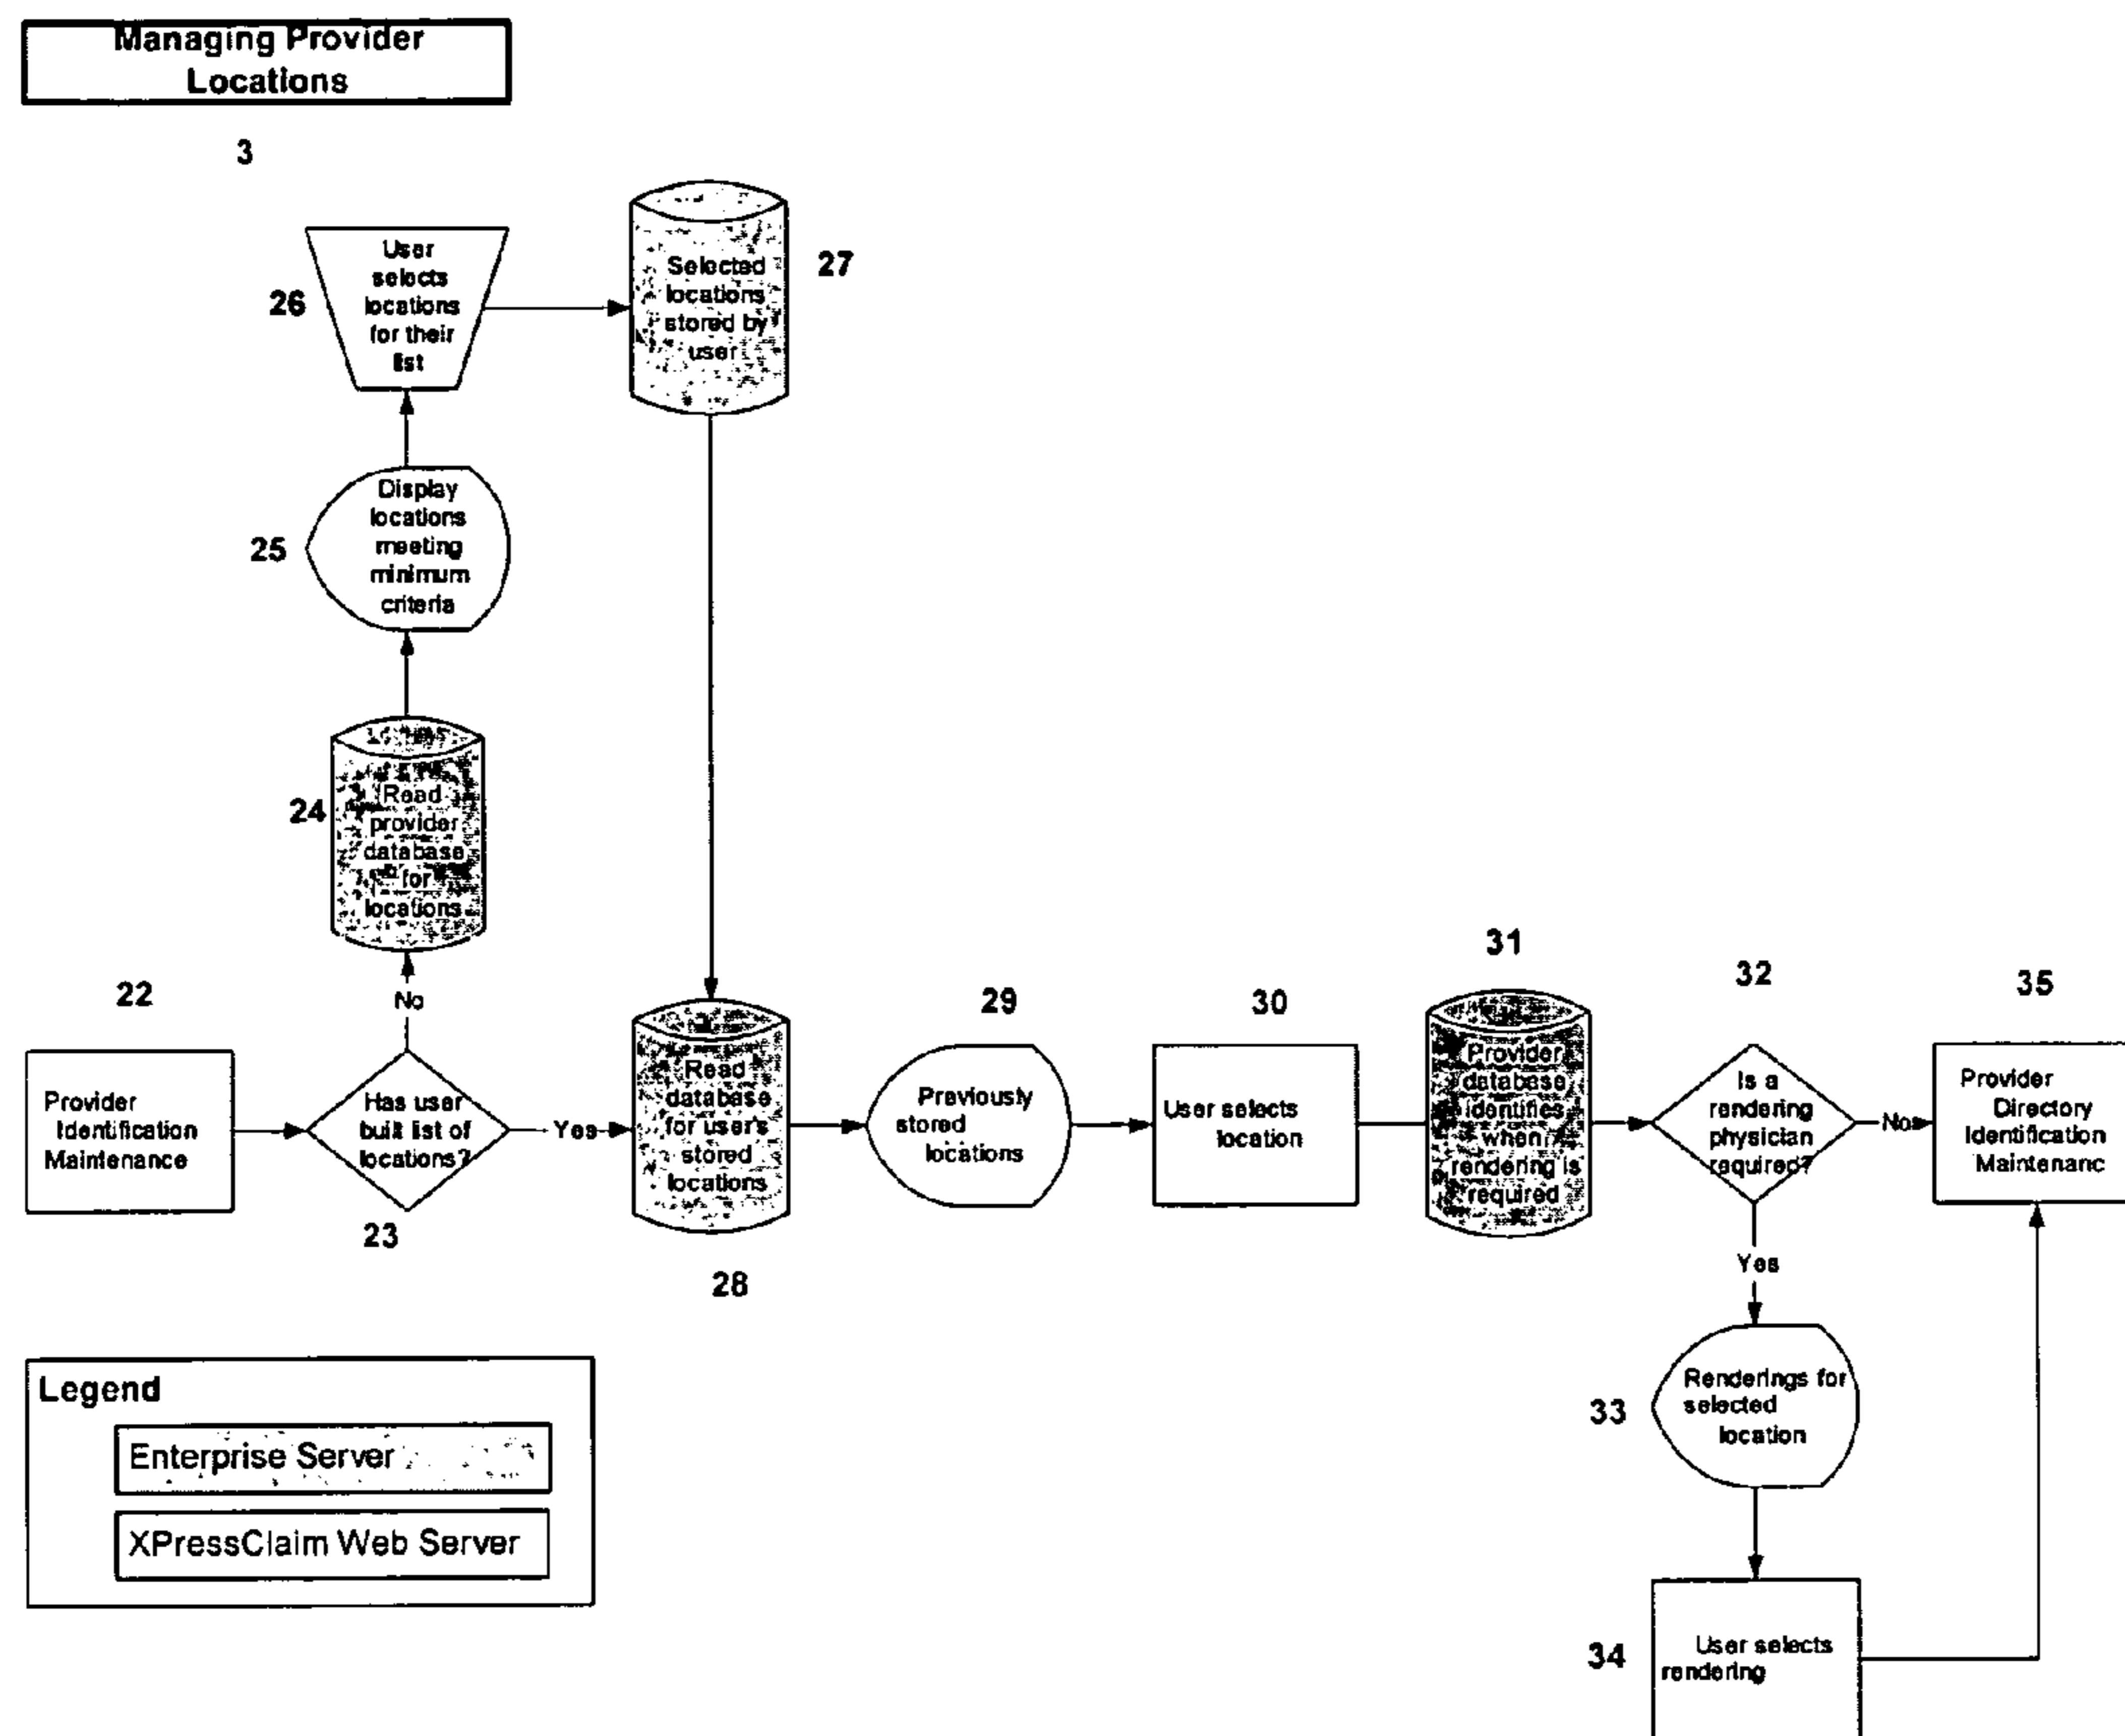 Managing Provider
Locations
3
User
selects
locations
for their
list
26
Selected
locations
stored by
user
27
Display
locations
meeting
minimum
criteria
25
Read
provider
database
for
locations
24
No
22
Provider
Identification
Maintenance
Has user
built list of
locations?
23
Yes
Read
database
for user's
stored
locations
28
29
Previously
stored
locations
30
User selects
location
31
Provider
database
identifies
when
rendering is
required
32
Is a
rendering
physician
required?
No
35
Provider
Directory
Identification
Maintenanc
Yes
33
Renderings for
selected
location
34
User selects
rendering
Legend
Enterprise Server
XPressClaim Web Server